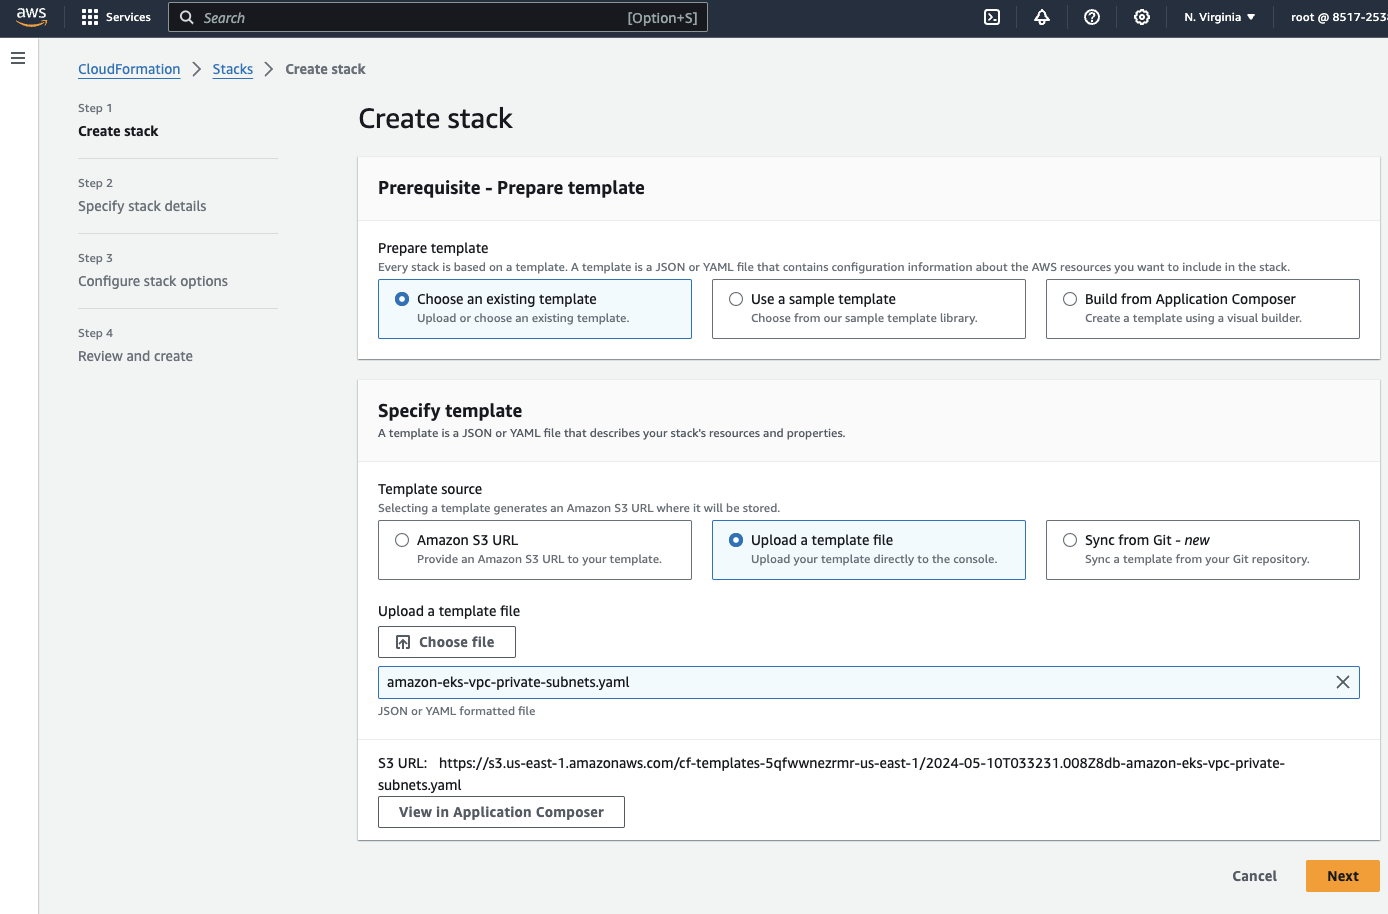 aws
Services
Search
[Option+S]
N. Virginia
root @ 8517-253
CloudFormation
Stacks
Create stack
Step 1
Create stack
Step 2
Specify stack details
Step 3
Configure stack options
Step 4
Review and create
Create stack
Prerequisite - Prepare template
Prepare template
Every stack is based on a template. A template is a JSON or YAML file that contains configuration information about the AWS resources you want to include in the stack.
Choose an existing template
Upload or choose an existing template.
Use a sample template
Choose from our sample template library.
Build from Application Composer
Create a template using a visual builder.
Specify template
A template is a JSON or YAML file that describes your stack's resources and properties.
Template source
Selecting a template generates an Amazon S3 URL where it will be stored.
Amazon S3 URL
Provide an Amazon S3 URL to your template.
Upload a template file
Upload your template directly to the console.
Sync from Git - new
Sync a template from your Git repository.
Upload a template file
Choose file
amazon-eks-vpc-private-subnets.yaml
JSON or YAML formatted file
S3 URL: https://s3.us-east-1.amazonaws.com/cf-templates-5qfwwnezrmr-us-east-1/2024-05-10T033231.008Z8db-amazon-eks-vpc-private-
subnets.yaml
View in Application Composer
Cancel
Next